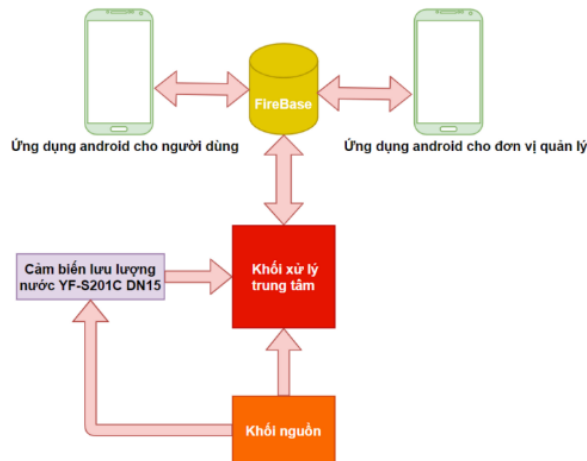 FireBase
Ứng dụng android cho người dùng
Ứng dụng android cho đơn vị quản lý
Cảm biến lưu lượng
nước YF-S201C DN15
Khối xử lý
trung tâm
Khối nguồn